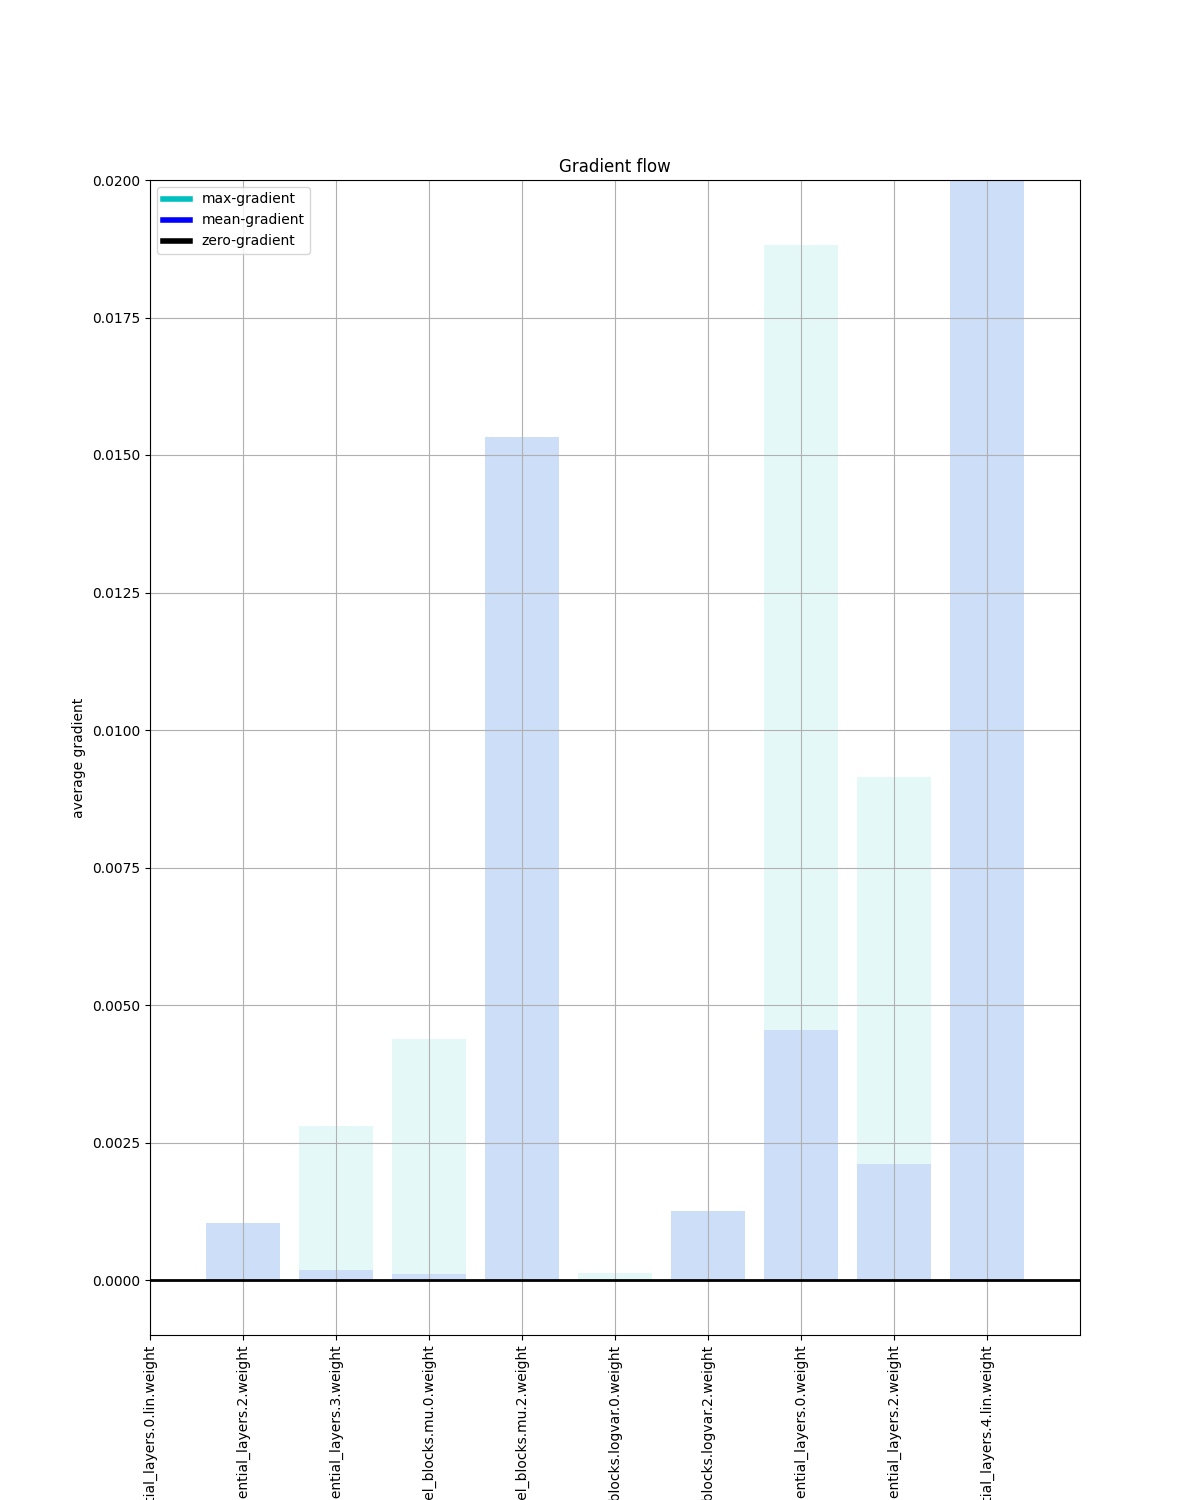 Gradient flow
max-gradient
mean-gradient
zero-gradient
0.0200
0.0175
0.0150
0.0125
0.0100
0.0075
0.0050
0.0025
0.0000
average gradient
tial_layers.0.lin.weight
ential_layers.2.weight
ential_layers.3.weight
el_blocks.mu.0.weight
el_blocks.mu.2.weight
blocks.logvar.0.weight
blocks.logvar.2.weight
ential_layers.0.weight
ential_layers.2.weight
tial_layers.4.lin.weight